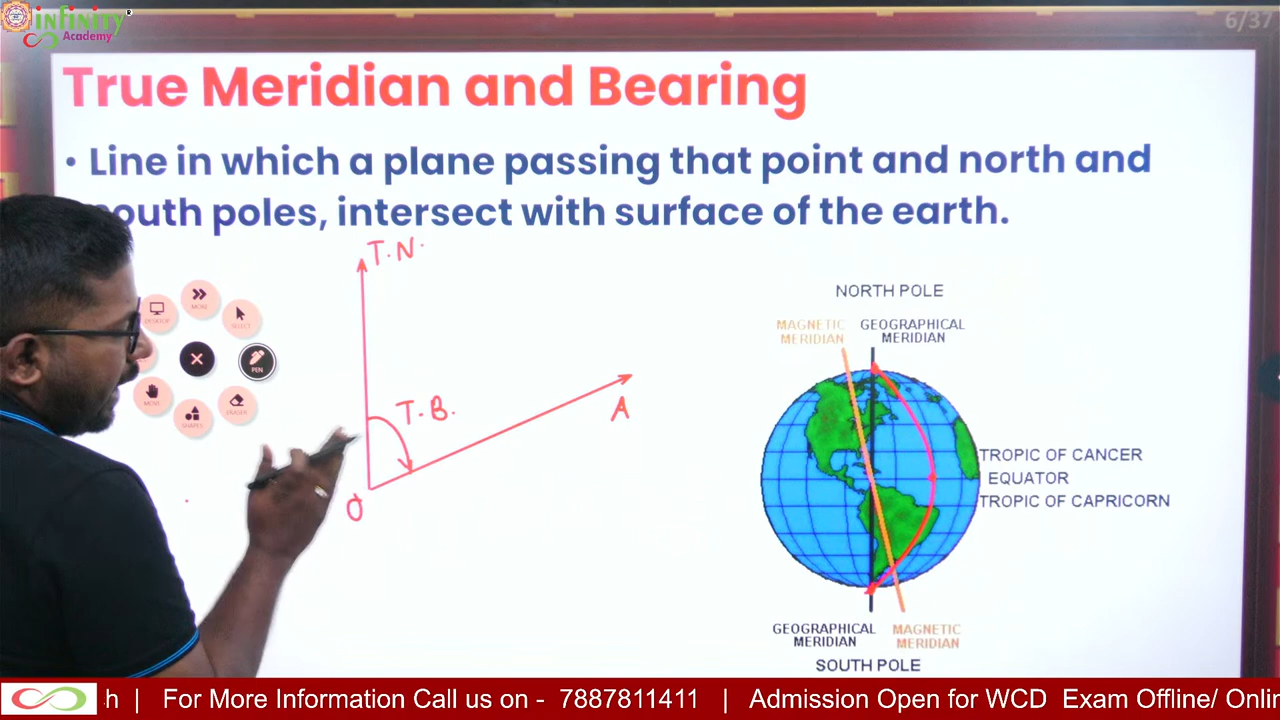 infinity
Academy
6/37
True Meridian and Bearing
• Line in which a plane passing that point and north and
outh poles, intersect with surface of the earth.
T.N.
T.B.
A
O
DESKTOP
MORE
SELECT
PEN
ERASER
SHAPES
MOVE
NORTH POLE
MAGNETIC
MERIDIAN
GEOGRAPHICAL
MERIDIAN
TROPIC OF CANCER
EQUATOR
TROPIC OF CAPRICORN
GEOGRAPHICAL
MERIDIAN
MAGNETIC
MERIDIAN
SOUTH POLE
h | For More Information Call us on - 7887811411 | Admission Open for WCD Exam Offline/ Onli